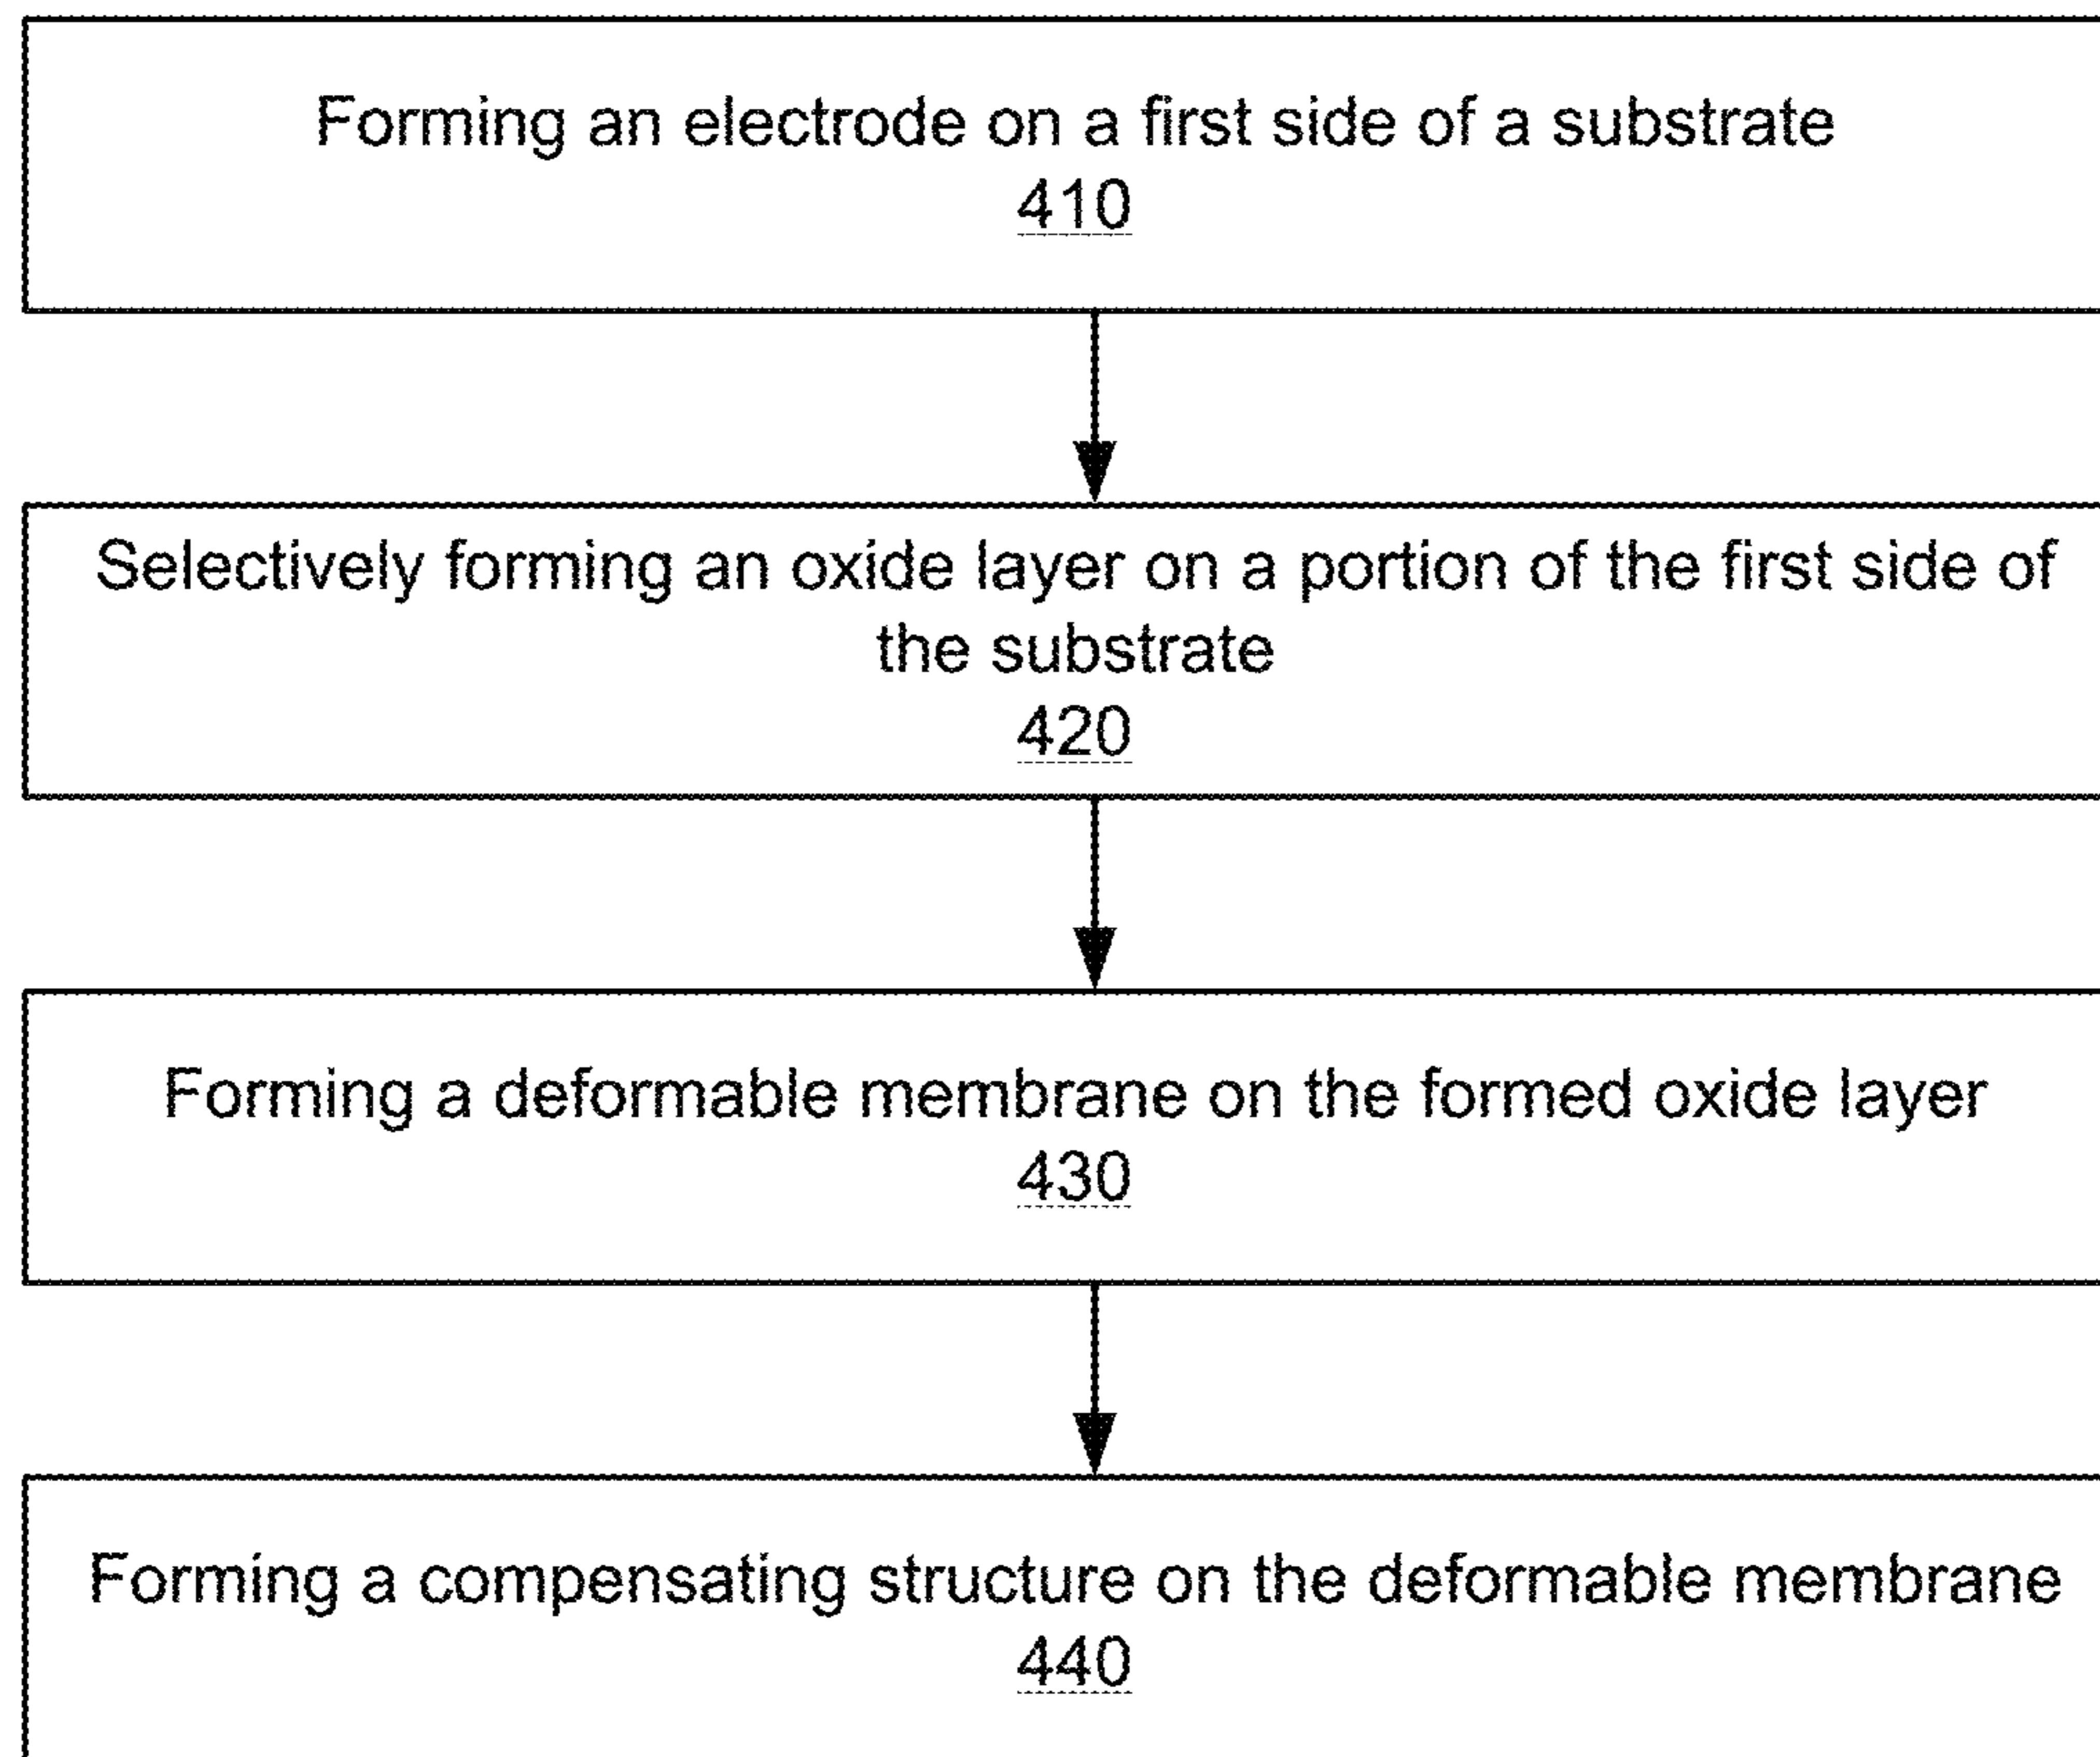 Forming an electrode on a first side of a substrate
410
Selectively forming an oxide layer on a portion of the first side of
the substrate
420
Forming a deformable membrane on the formed oxide layer
430
Forming a compensating structure on the deformable membrane
440